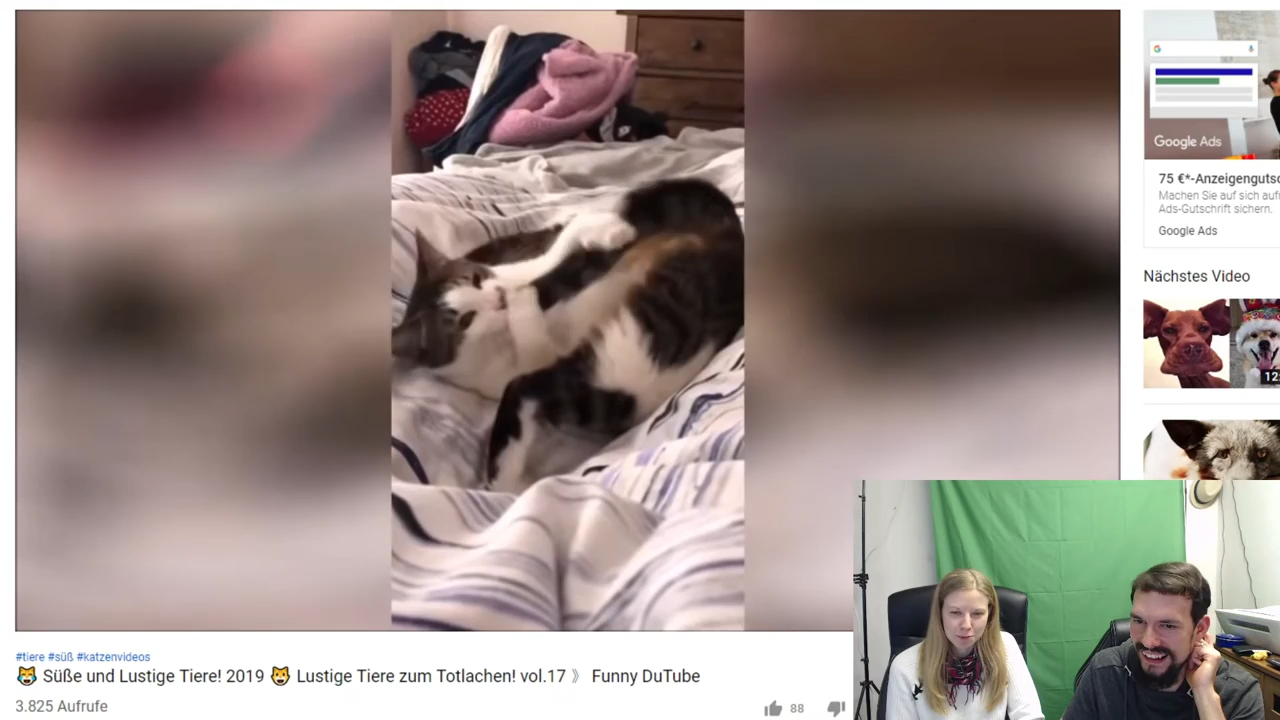 Google Ads
75 €*-Anzeigengutsc
Machen Sie auf sich aufm
Ads-Gutschrift sichern.
Google Ads
Nächstes Video
12:
#tiere #süß #katzenvideos
😹 Süße und Lustige Tiere! 2019 🐱 Lustige Tiere zum Totlachen! vol.17 》 Funny DuTube
3.825 Aufrufe
88